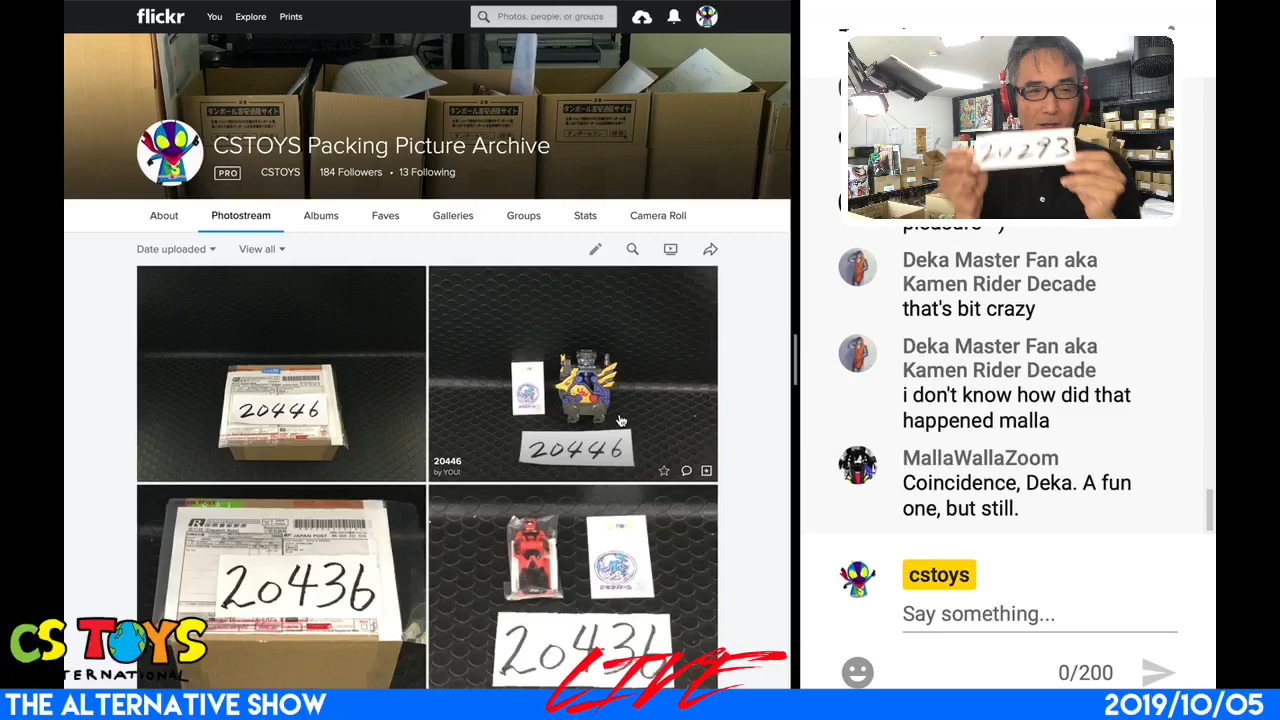 flickr
You Explore Prints
Photos, people, or groups
CSTOYS Packing Picture Archive
PRO CSTOYS 184 Followers • 13 Following
About Photostream Albums Faves Galleries Groups Stats Camera Roll
Date uploaded View all
20446
20446
20446
by YOU!
R
JAPAN POST
20436
20436
20293
Deka Master Fan aka
Kamen Rider Decade
that's bit crazy
Deka Master Fan aka
Kamen Rider Decade
i don't know how did that
happened malla
MallaWallaZoom
Coincidence, Deka. A fun
one, but still.
cstoys
Say something...
0/200
CS TOYS
INTERNATIONAL
LIVE
THE ALTERNATIVE SHOW
2019/10/05